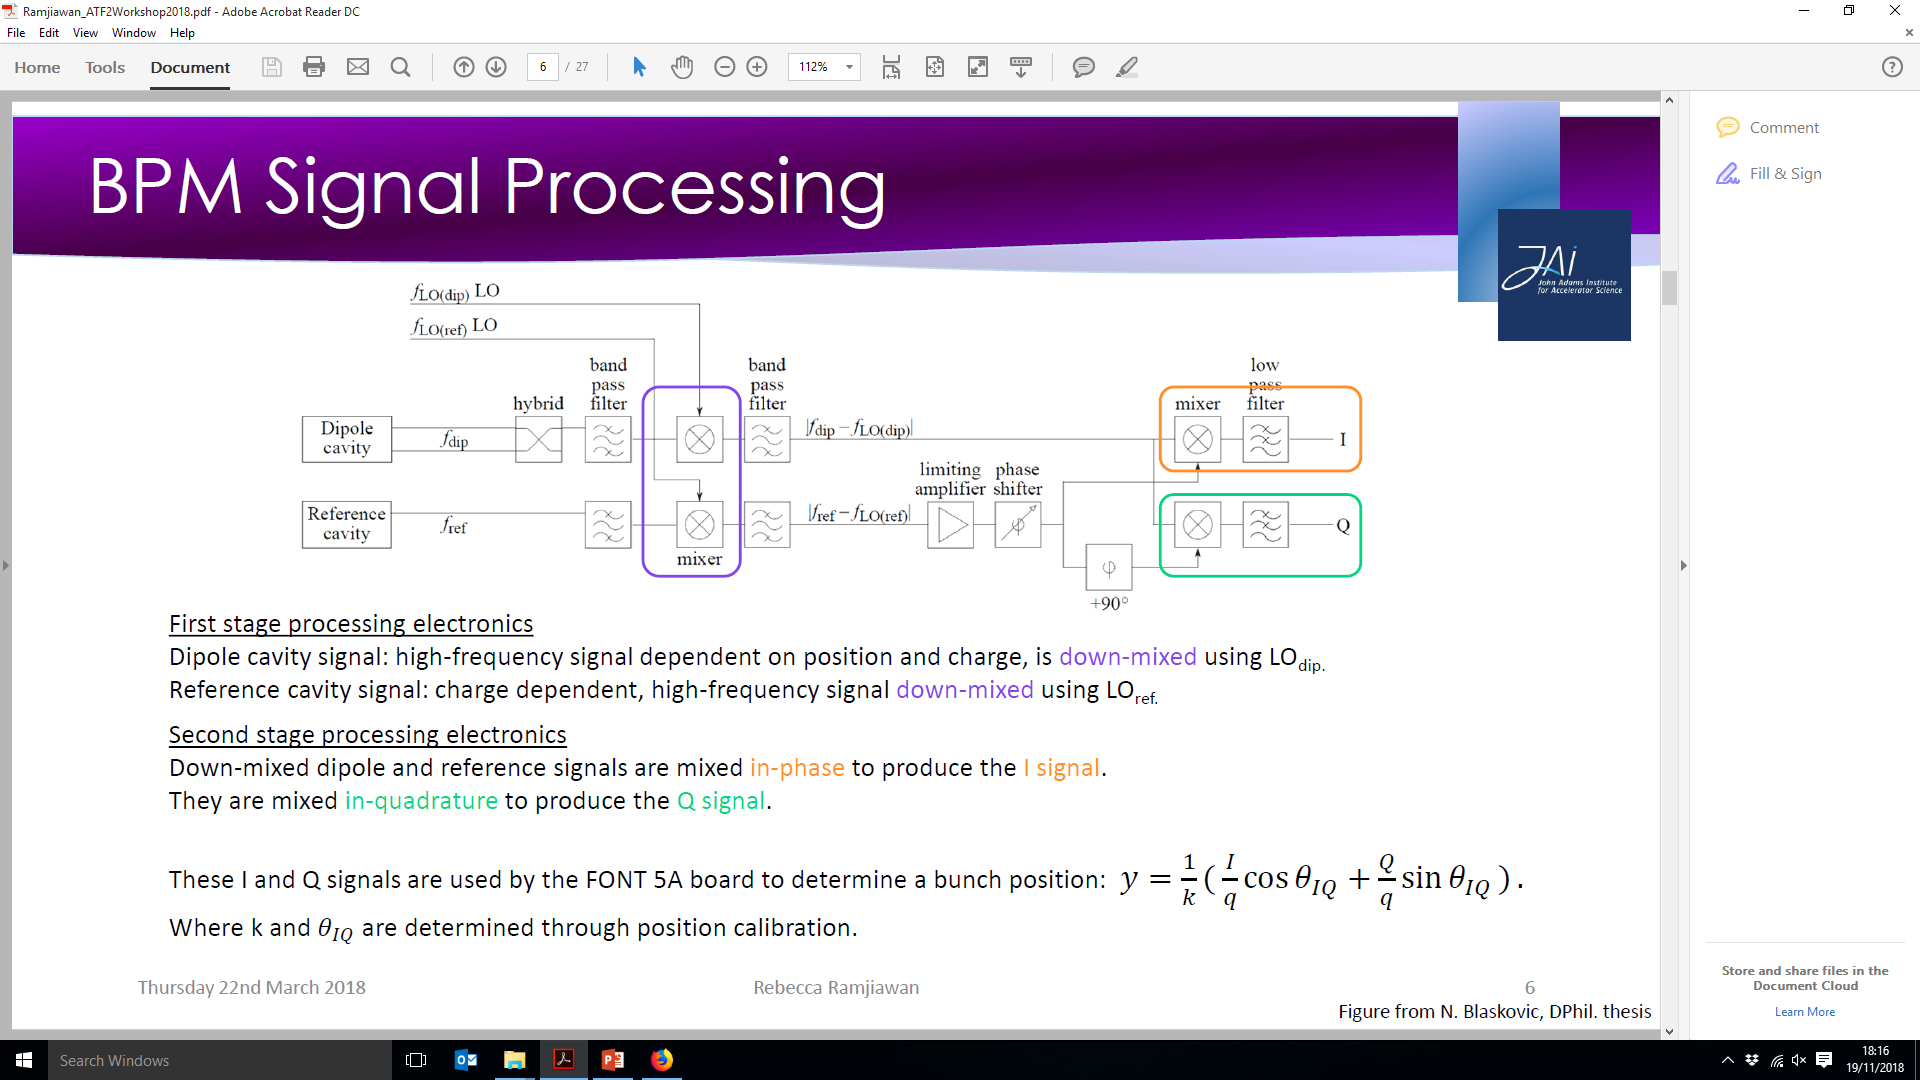 Ramjiawan_ATF2Workshop2018.pdf - Adobe Acrobat Reader DC
File Edit View Window Help
Home Tools Document 6 / 27 112%
Comment
Fill & Sign
BPM Signal Processing
JAi
John Adams Institute
for Accelerator Science
fLO(dip) LO
fLO(ref) LO
band
pass
filter
band
pass
filter
low
pass
filter
hybrid
mixer
Dipole
cavity
fdip
|fdip − fLO(dip)|
I
limiting
amplifier
phase
shifter
Reference
cavity
fref
|fref − fLO(ref)|
φ
Q
mixer
φ
+90°
First stage processing electronics
Dipole cavity signal: high-frequency signal dependent on position and charge, is down-mixed using LOdip.
Reference cavity signal: charge dependent, high-frequency signal down-mixed using LOref.
Second stage processing electronics
Down-mixed dipole and reference signals are mixed in-phase to produce the I signal.
They are mixed in-quadrature to produce the Q signal.
These I and Q signals are used by the FONT 5A board to determine a bunch position: y = 1/k (I/q cos θIQ + Q/q sin θIQ).
Where k and θIQ are determined through position calibration.
Thursday 22nd March 2018 Rebecca Ramjiawan 6
Figure from N. Blaskovic, DPhil. thesis
Store and share files in the
Document Cloud
Learn More
Search Windows
18:16
19/11/2018